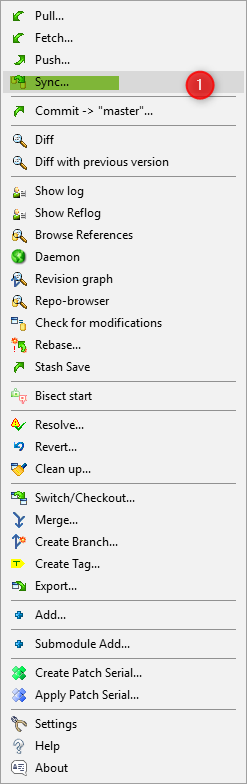 Pull...
Fetch...
Push...
Sync... 1
Commit -> "master"...
Diff
Diff with previous version
Show log
Show Reflog
Browse References
Daemon
Revision graph
Repo-browser
Check for modifications
Rebase...
Stash Save
Bisect start
Resolve...
Revert...
Clean up...
Switch/Checkout...
Merge...
Create Branch...
Create Tag...
Export...
Add...
Submodule Add...
Create Patch Serial...
Apply Patch Serial...
Settings
Help
About